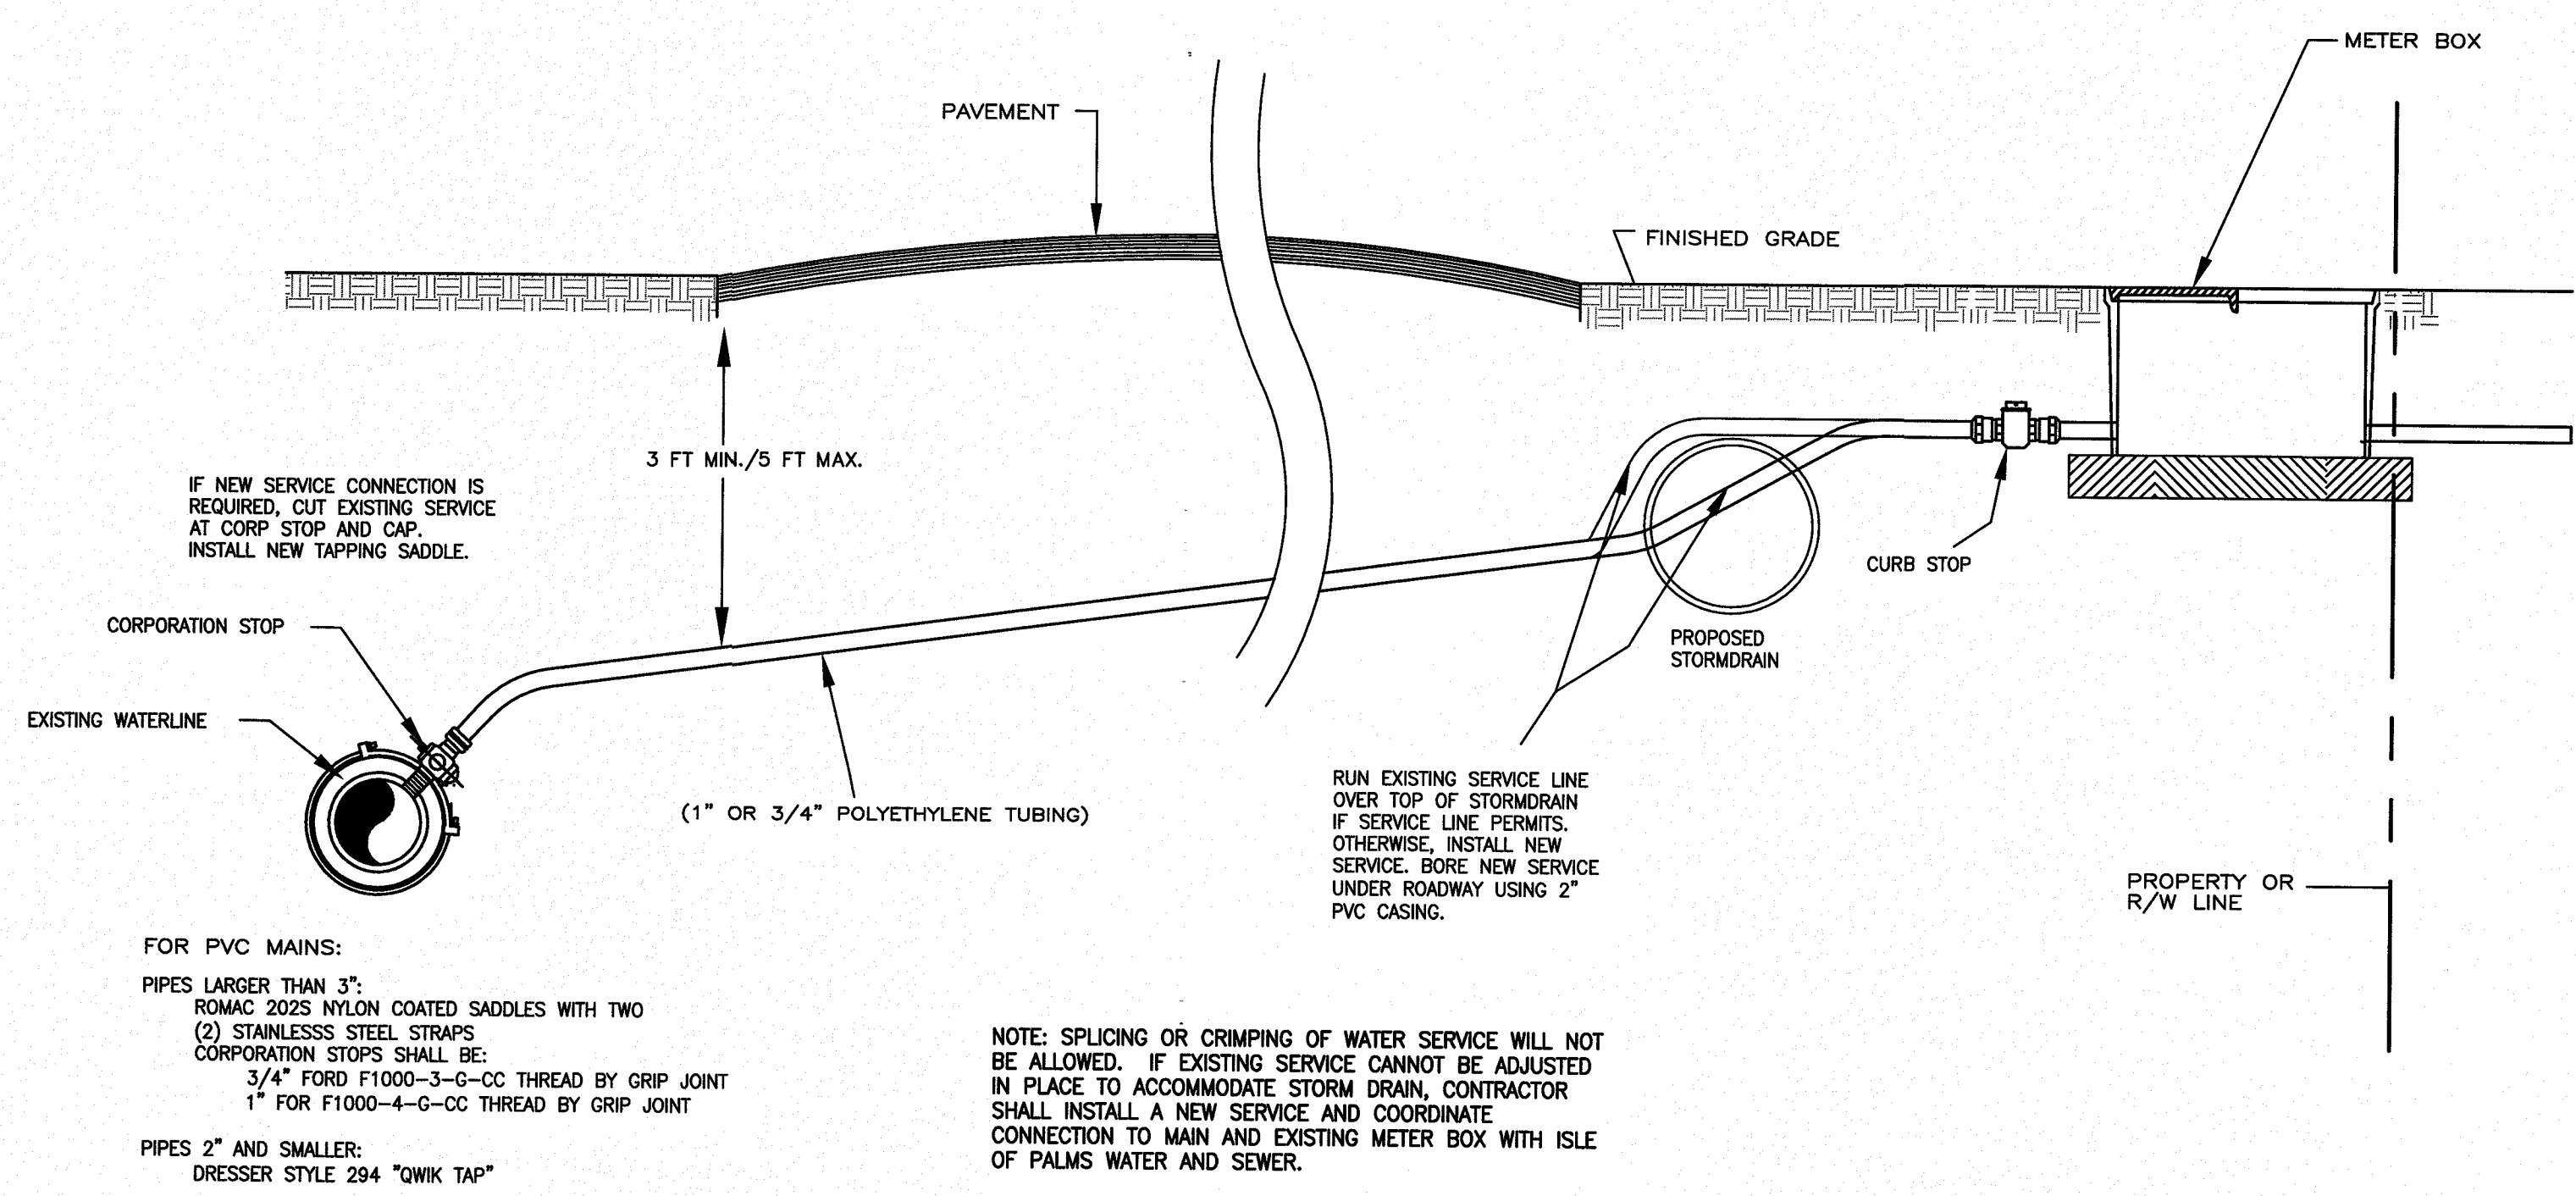 METER BOX
PAVEMENT
FINISHED GRADE
3 FT MIN./5 FT MAX.
IF NEW SERVICE CONNECTION IS
REQUIRED, CUT EXISTING SERVICE
AT CORP STOP AND CAP.
INSTALL NEW TAPPING SADDLE.
CURB STOP
CORPORATION STOP
PROPOSED
STORMDRAIN
EXISTING WATERLINE
(1" OR 3/4" POLYETHYLENE TUBING)
RUN EXISTING SERVICE LINE
OVER TOP OF STORMDRAIN
IF SERVICE LINE PERMITS.
OTHERWISE, INSTALL NEW
SERVICE. BORE NEW SERVICE
UNDER ROADWAY USING 2"
PVC CASING.
PROPERTY OR
R/W LINE
FOR PVC MAINS:
PIPES LARGER THAN 3":
ROMAC 202S NYLON COATED SADDLES WITH TWO
(2) STAINLESSS STEEL STRAPS
CORPORATION STOPS SHALL BE:
3/4" FORD F1000-3-G-CC THREAD BY GRIP JOINT
1" FOR F1000-4-G-CC THREAD BY GRIP JOINT
PIPES 2" AND SMALLER:
DRESSER STYLE 294 "QWIK TAP"
NOTE: SPLICING OR CRIMPING OF WATER SERVICE WILL NOT
BE ALLOWED. IF EXISTING SERVICE CANNOT BE ADJUSTED
IN PLACE TO ACCOMMODATE STORM DRAIN, CONTRACTOR
SHALL INSTALL A NEW SERVICE AND COORDINATE
CONNECTION TO MAIN AND EXISTING METER BOX WITH ISLE
OF PALMS WATER AND SEWER.